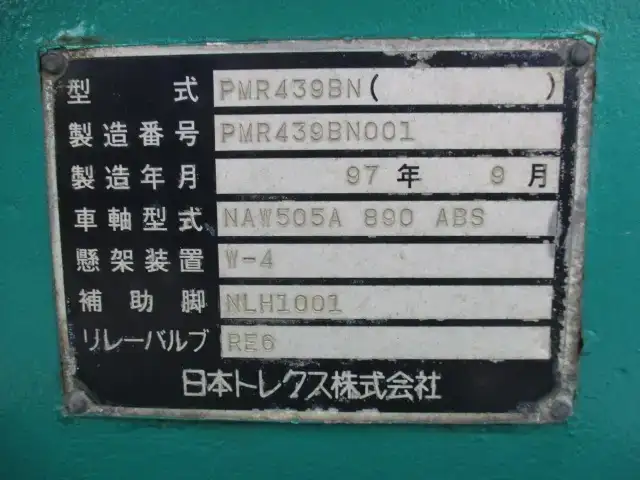 型式 PMR439BN( )
製造番号 PMR439BN001
製造年月 97年 9月
車軸型式 NAW505A 890 ABS
懸架装置 W-4
補助脚 NLH1001
リレーバルブ RE6
日本トレクス株式会社